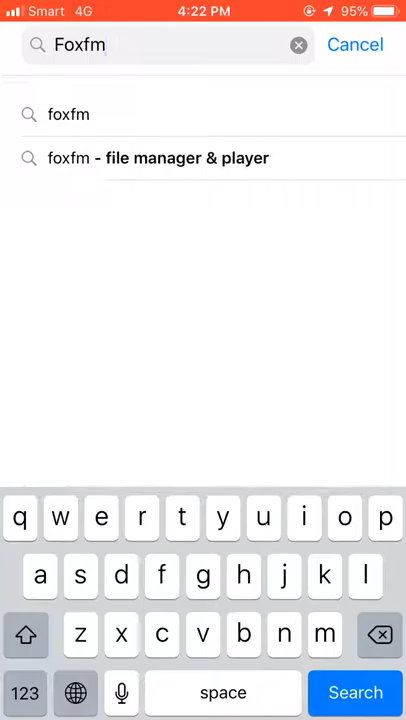 Smart 4G 4:22 PM 95%
Foxfm Cancel
foxfm
foxfm - file manager & player
q w e r t y u i o p
a s d f g h j k l
z x c v b n m
123 space Search